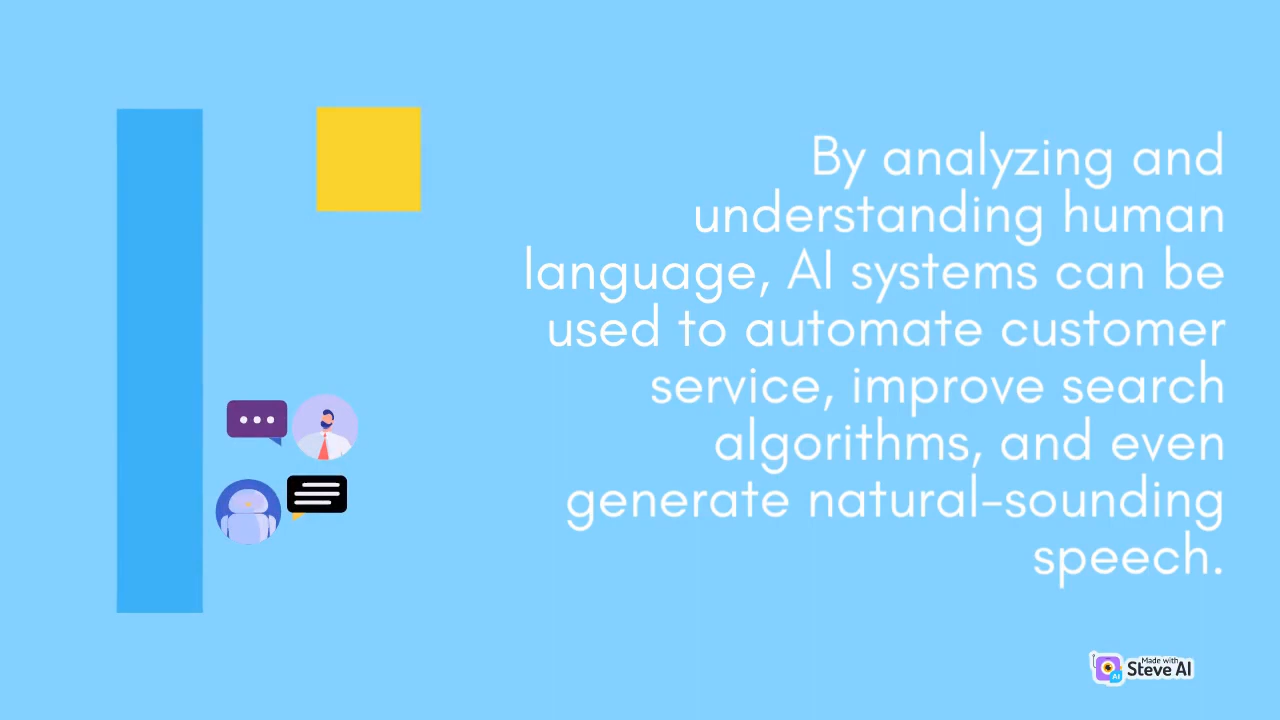 By analyzing and
understanding human
language, AI systems can be
used to automate customer
service, improve search
algorithms, and even
generate natural-sounding
speech.
Made with
Steve AI
AI